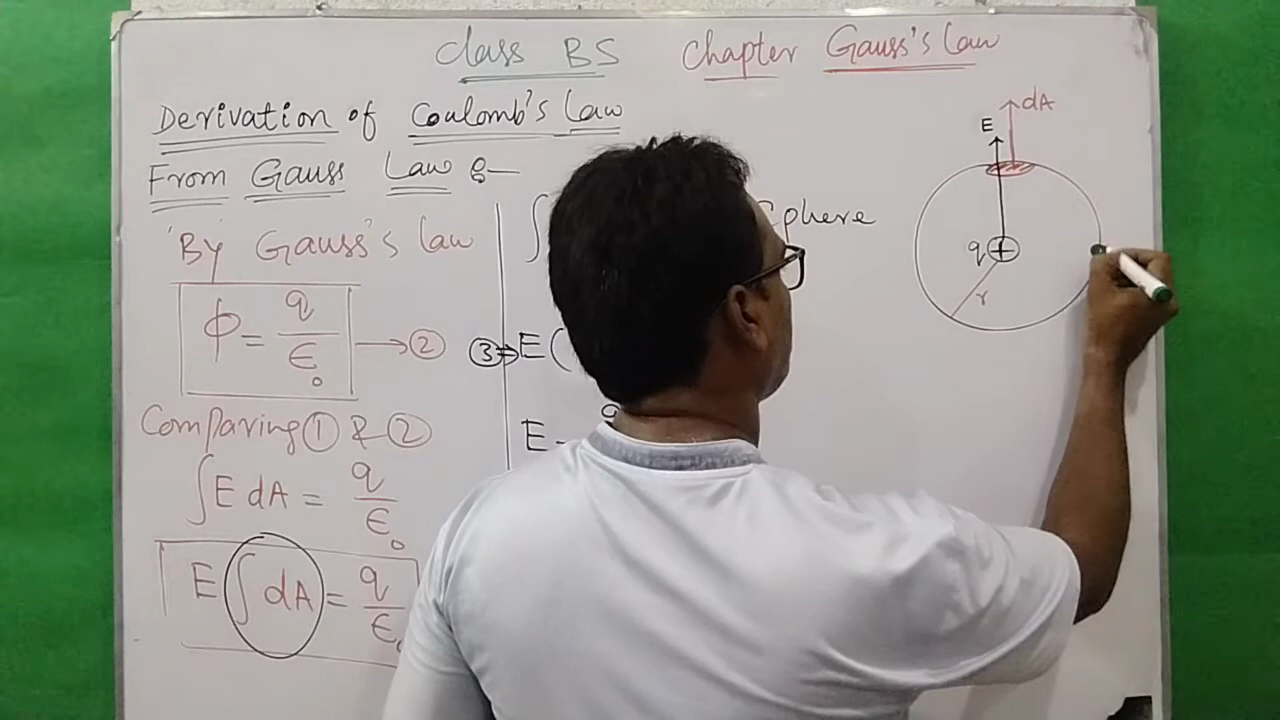 Class BS Chapter Gauss's Law
Derivation of Coulomb's Law
From Gauss Law :-
'By Gauss's law
ϕ = q/ε₀ → ②
Comparing ① & ②
∫ E dA = q/ε₀
E ∫ dA = q/ε₀
∫ Sphere
③ ⇒ E (
E =
dA
E
q +
r